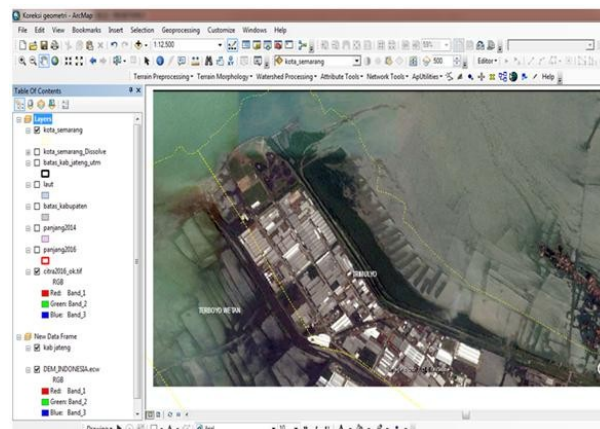 Koreksi geometri - ArcMap
File Edit View Bookmarks Insert Selection Geoprocessing Customize Windows Help
1:12.500
kota_semarang
500
Editor
Terrain Preprocessing Terrain Morphology Watershed Processing Attribute Tools Network Tools ApUtilities
Help
Table Of Contents
Layers
kota_semarang
kota_semarang_Dissolve
batas_kab_jateng_utm
laut
batas_kabupaten
panjang2014
panjang2016
citra2016_ok.tif
RGB
Red: Band_1
Green: Band_2
Blue: Band_3
New Data Frame
kab jateng
DEM_INDONESIA.ecw
RGB
Red: Band_1
Green: Band_2
Blue: Band_3
TRIMULYO
TERBOYO WETAN
Drawing